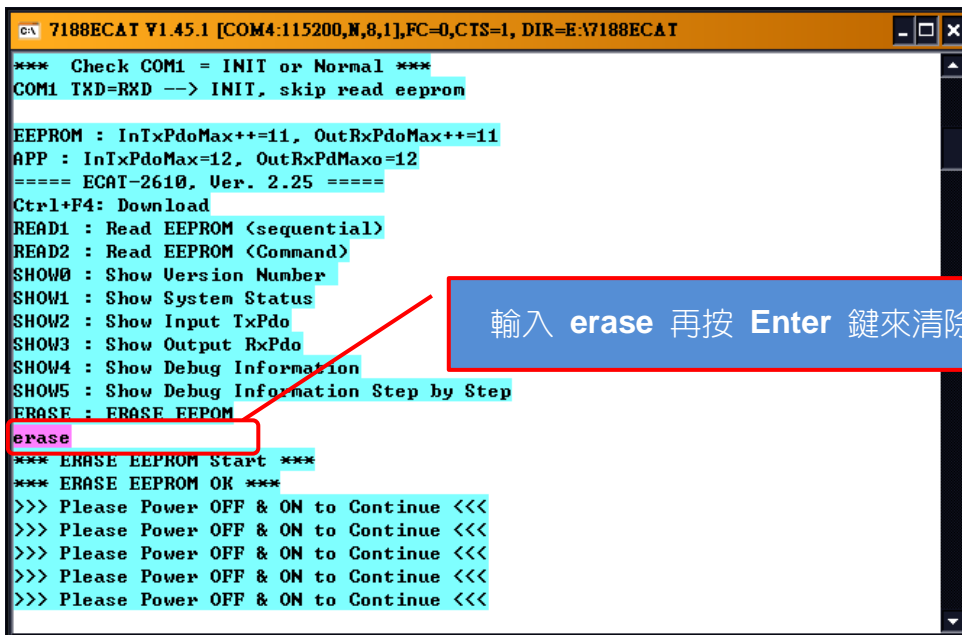 7188ECAT V1.45.1 [COM4:115200,N,8,1],FC=0,CTS=1, DIR=E:\7188ECAT
*** Check COM1 = INIT or Normal ***
COM1 TXD=RXD --> INIT, skip read eeprom
EEPROM : InTxPdoMax++=11, OutRxPdoMax++=11
APP : InTxPdoMax=12, OutRxPdMaxo=12
===== ECAT-2610, Ver. 2.25 =====
Ctrl+F4: Download
READ1 : Read EEPROM <sequential>
READ2 : Read EEPROM <Command>
SHOW0 : Show Version Number
SHOW1 : Show System Status
SHOW2 : Show Input TxPdo
SHOW3 : Show Output RxPdo
SHOW4 : Show Debug Information
SHOW5 : Show Debug Information Step by Step
ERASE : ERASE EEPOM
erase
*** ERASE EEPROM Start ***
*** ERASE EEPROM OK ***
>>> Please Power OFF & ON to Continue <<<
>>> Please Power OFF & ON to Continue <<<
>>> Please Power OFF & ON to Continue <<<
>>> Please Power OFF & ON to Continue <<<
>>> Please Power OFF & ON to Continue <<<
輸入 erase 再按 Enter 鍵來清除